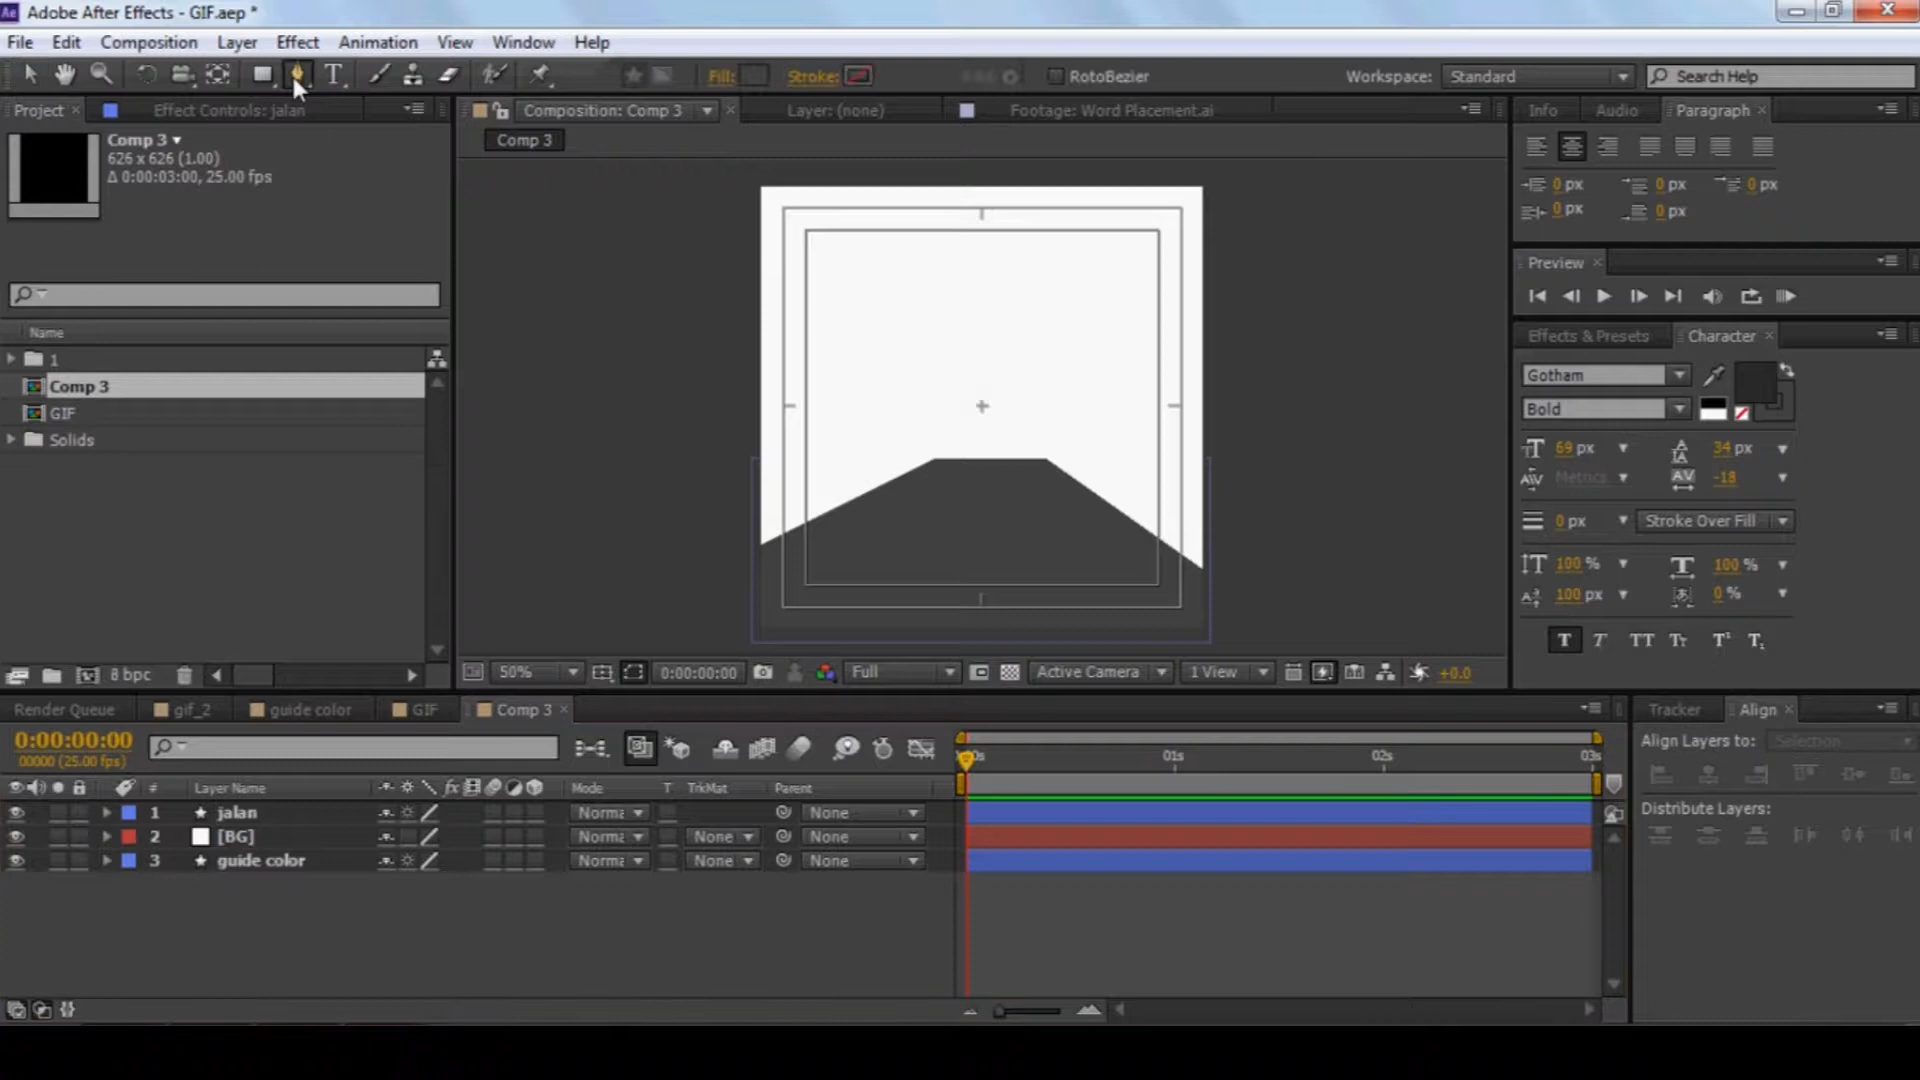 Adobe After Effects - GIF.aep *
File Edit Composition Layer Effect Animation View Window Help
Fill: Stroke: RotoBezier Workspace: Standard Search Help
Project Effect Controls: jalan
Composition: Comp 3 Layer: (none) Footage: Word Placement.ai
Info Audio Paragraph
Comp 3
626 x 626 (1.00)
Δ 0:00:03:00, 25.00 fps
Comp 3
0 px 0 px 0 px
0 px 0 px
Preview
Name
1
Comp 3
GIF
Solids
8 bpc
50% 0:00:00:00 Full Active Camera 1 View +0.0
Effects & Presets Character
Gotham
Bold
69 px 34 px
Metrics -18
0 px Stroke Over Fill
100 % 100 %
100 px 0 %
T T TT Tr T¹ T,
Render Queue gif_2 guide color GIF Comp 3
0:00:00:00
00000 (25.00 fps)
# Layer Name Mode T TrkMat Parent
1 jalan Norma None
2 [BG] Norma None None
3 guide color Norma None None
0s 01s 02s 03s
Tracker Align
Align Layers to: Selection
Distribute Layers: